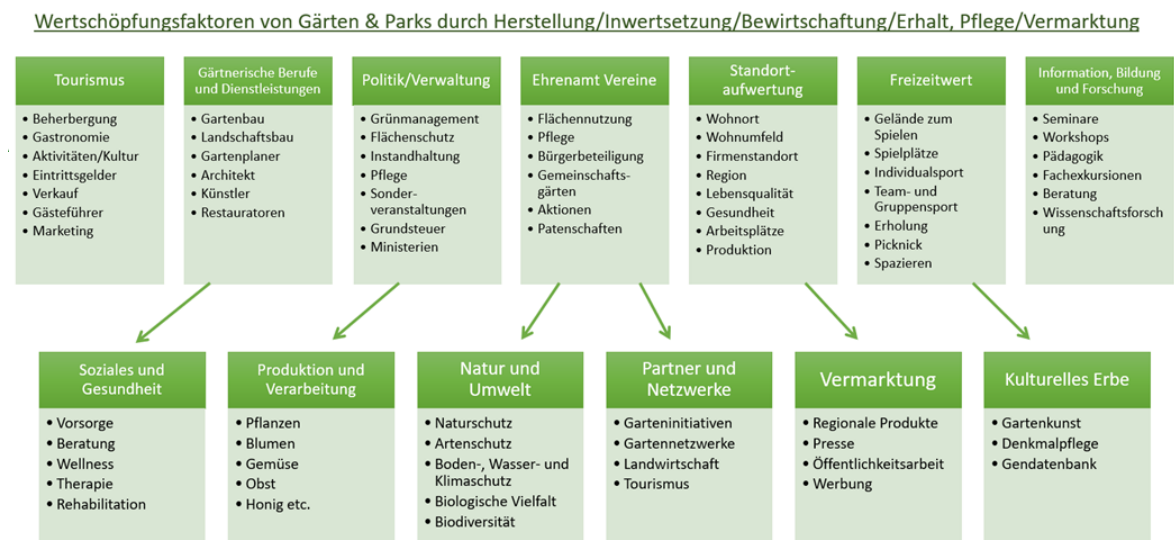 Wertschöpfungsfaktoren von Gärten & Parks durch Herstellung/Inwertsetzung/Bewirtschaftung/Erhalt, Pflege/Vermarktung
Tourismus
• Beherbergung
• Gastronomie
• Aktivitäten/Kultur
• Eintrittsgelder
• Verkauf
• Gästeführer
• Marketing
Gärtnerische Berufe
und Dienstleistungen
• Gartenbau
• Landschaftsbau
• Gartenplaner
• Architekt
• Künstler
• Restauratoren
Politik/Verwaltung
• Grünmanagement
• Flächenschutz
• Instandhaltung
• Pflege
• Sonder-
veranstaltungen
• Grundsteuer
• Ministerien
Ehrenamt Vereine
• Flächennutzung
• Pflege
• Bürgerbeteiligung
• Gemeinschafts-
gärten
• Aktionen
• Patenschaften
Standort-
aufwertung
• Wohnort
• Wohnumfeld
• Firmenstandort
• Region
• Lebensqualität
• Gesundheit
• Arbeitsplätze
• Produktion
Freizeitwert
• Gelände zum
Spielen
• Spielplätze
• Individualsport
• Team- und
Gruppensport
• Erholung
• Picknick
• Spazieren
Information, Bildung
und Forschung
• Seminare
• Workshops
• Pädagogik
• Fachexkursionen
• Beratung
• Wissenschaftsforsch
ung
Soziales und
Gesundheit
• Vorsorge
• Beratung
• Wellness
• Therapie
• Rehabilitation
Produktion und
Verarbeitung
• Pflanzen
• Blumen
• Gemüse
• Obst
• Honig etc.
Natur und
Umwelt
• Naturschutz
• Artenschutz
• Boden-, Wasser- und
Klimaschutz
• Biologische Vielfalt
• Biodiversität
Partner und
Netzwerke
• Garteninitiativen
• Gartennetzwerke
• Landwirtschaft
• Tourismus
Vermarktung
• Regionale Produkte
• Presse
• Öffentlichkeitsarbeit
• Werbung
Kulturelles Erbe
• Gartenkunst
• Denkmalpflege
• Gendatenbank